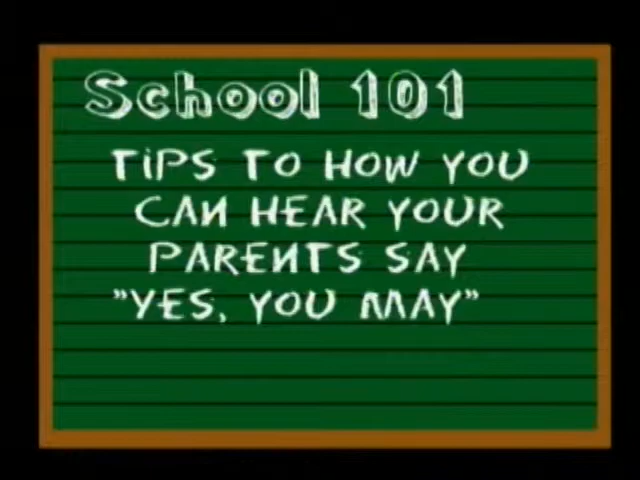 School 101
TIPS TO HOW YOU
CAN HEAR YOUR
PARENTS SAY
"YES, YOU MAY"